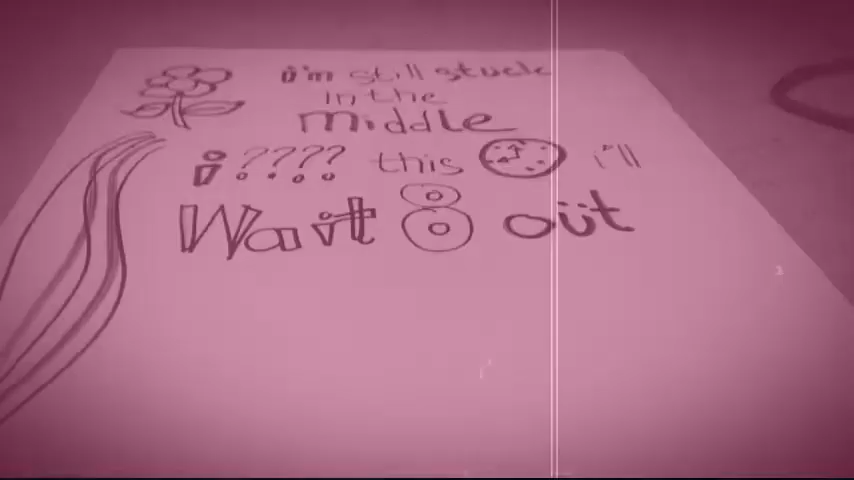 i'm still stuck
in the
middle
i???? this i'll
Wait 8 out